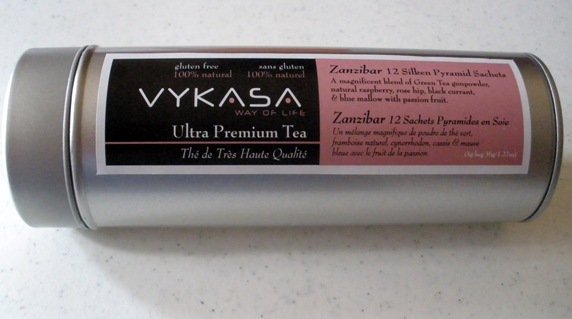 gluten free sans gluten
100% natural 100% naturel
VYKASA
WAY OF LIFE
Ultra Premium Tea
Thé de Très Haute Qualité
Zanzibar 12 Silken Pyramid Sachets
A magnificent blend of Green Tea gunpowder,
natural raspberry, rose hip, black currant,
& blue mallow with passion fruit.
Zanzibar 12 Sachets Pyramides en Soie
Un mélange magnifique de poudre de thé vert,
framboise naturel, cynorrhodon, cassis & mauve
bleue avec le fruit de la passion.